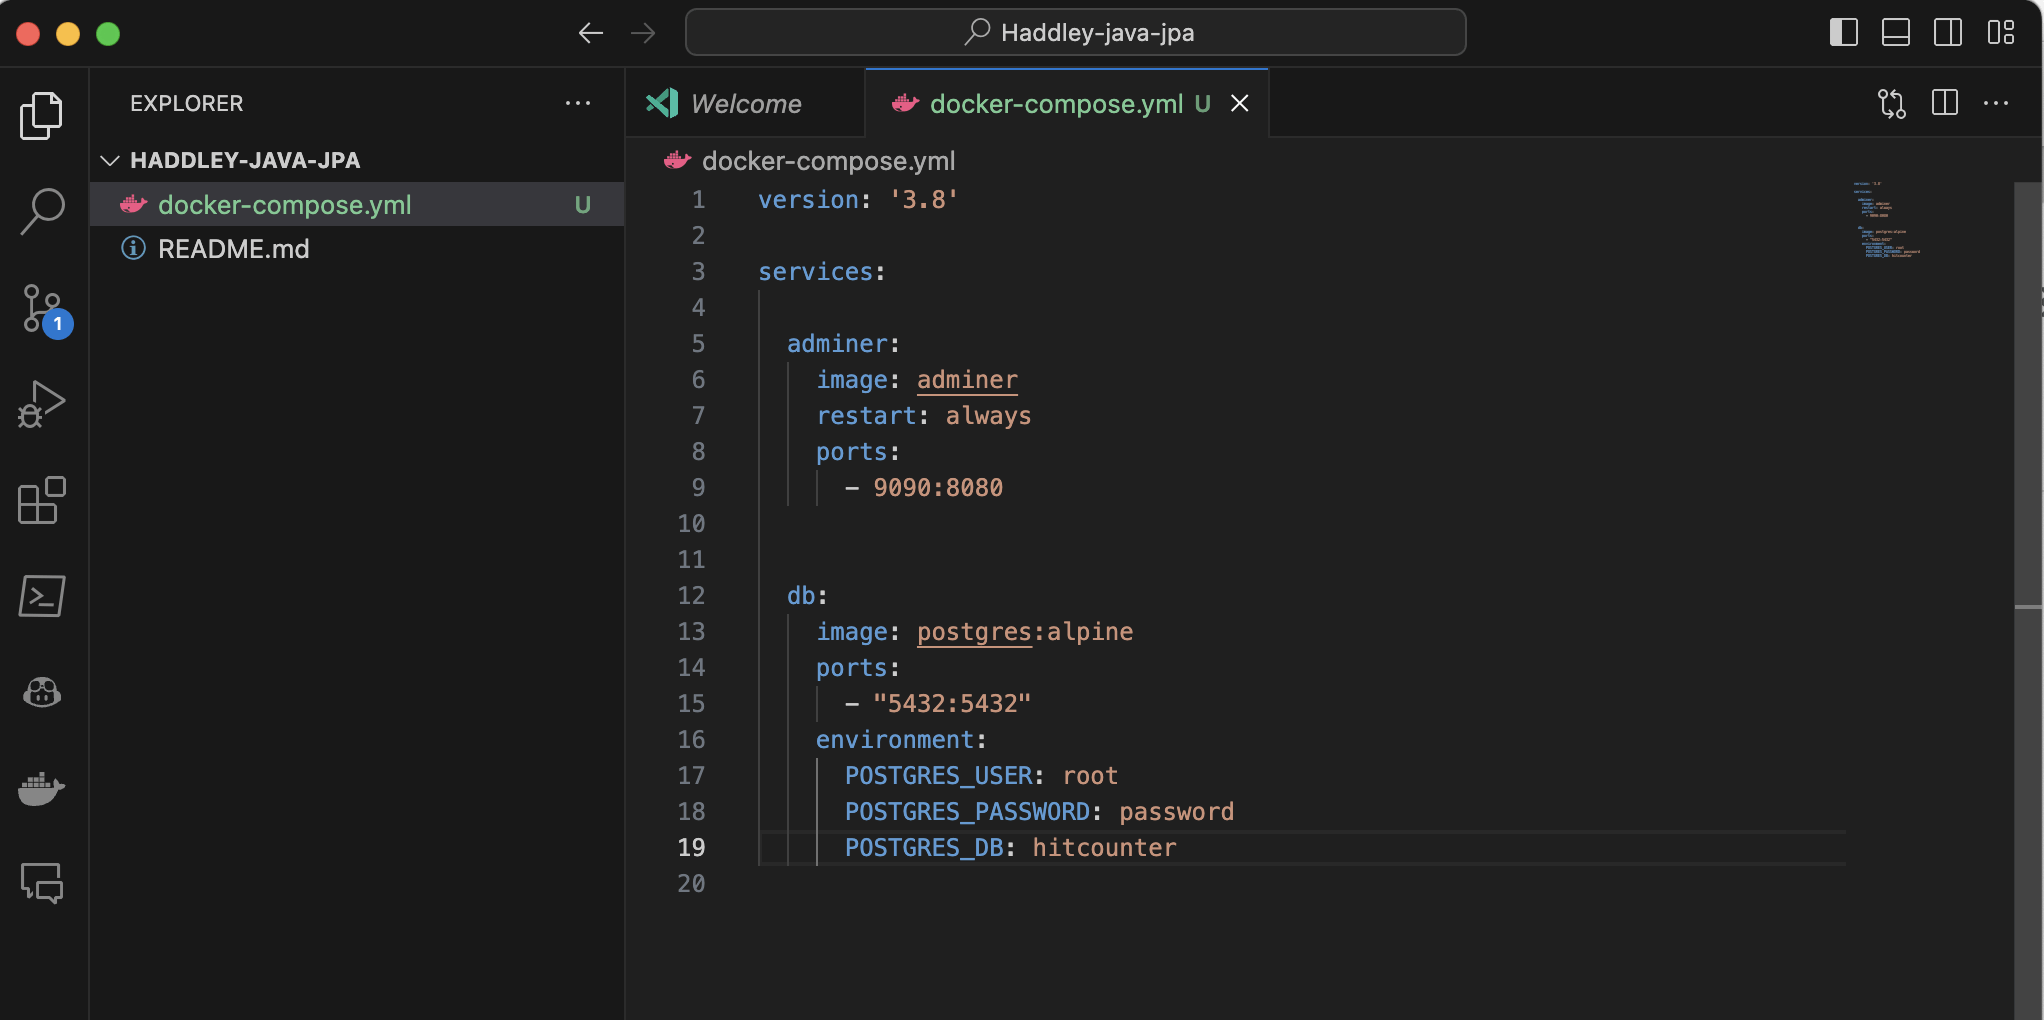 Haddley-java-jpa
EXPLORER
Welcome
docker-compose.yml U
HADDLEY-JAVA-JPA
docker-compose.yml U
README.md
1
docker-compose.yml
1 version: '3.8'
2
3 services:
4
5 adminer:
6 image: adminer
7 restart: always
8 ports:
9 - 9090:8080
10
11
12 db:
13 image: postgres:alpine
14 ports:
15 - "5432:5432"
16 environment:
17 POSTGRES_USER: root
18 POSTGRES_PASSWORD: password
19 POSTGRES_DB: hitcounter
20